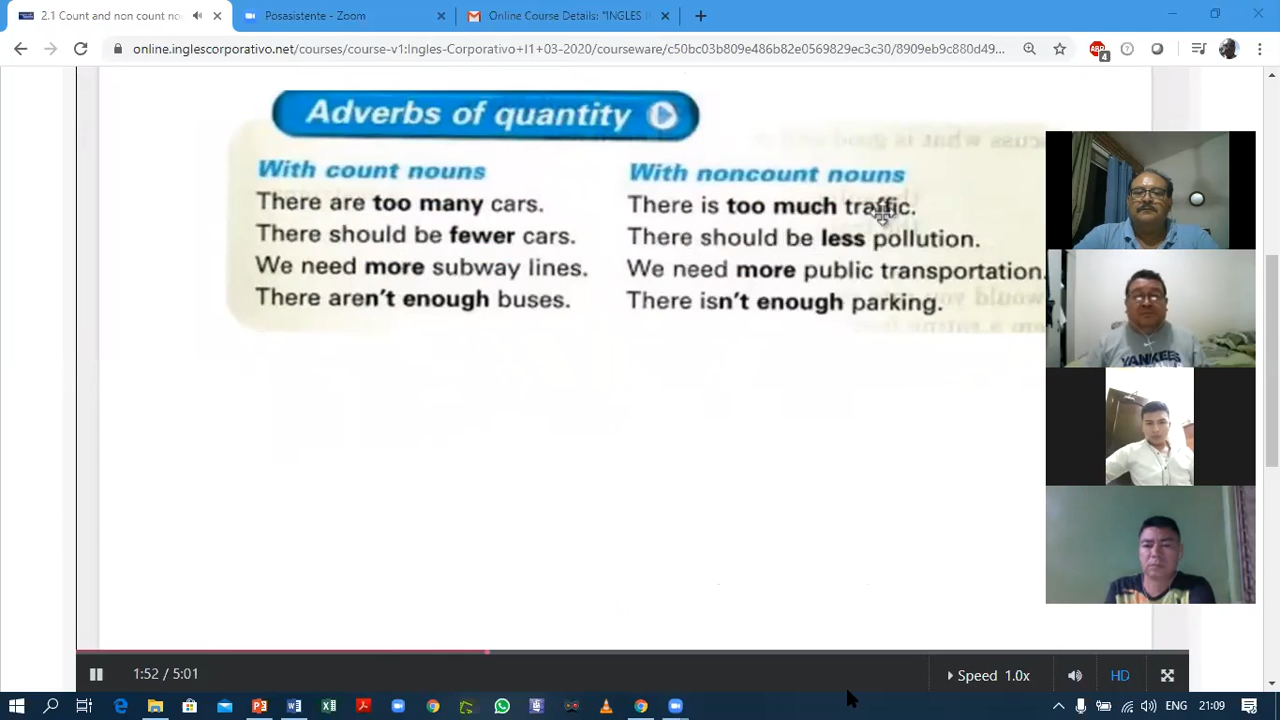 2.1 Count and non count no
Posasistente - Zoom
Online Course Details: "INGLES I
online.inglescorporativo.net/courses/course-v1:Ingles-Corporativo+I1+03-2020/courseware/c50bc03b809e486b82e0569829ec3c30/8909eb9c080d49...
ABP
4
Adverbs of quantity
With count nouns
There are too many cars.
There should be fewer cars.
We need more subway lines.
There aren't enough buses.
With noncount nouns
There is too much traffic.
There should be less pollution.
We need more public transportation.
There isn't enough parking.
YANKEES
1:52 / 5:01
Speed 1.0x
HD
ENG
21:09